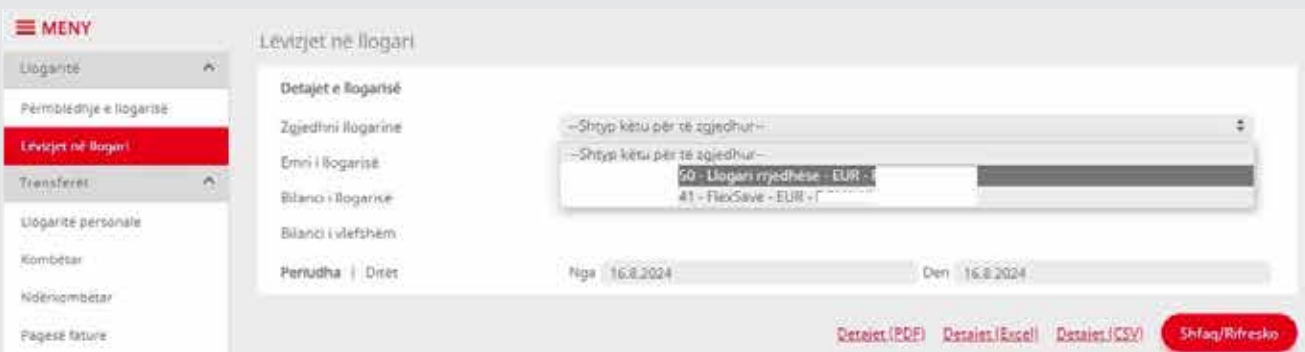 MENY
Lëvizjet në llogari
Llogaritë
Detajet e llogarisë
Përmbledhje e llogarisë
Zgjedhni llogarinë
--Shtyp këtu për të zgjedhur--
Lëvizjet në llogari
--Shtyp këtu për të zgjedhur--
Emri i llogarisë
50 - Llogari rrjedhëse - EUR -
Transferët
41 - FlexSave - EUR -
Bilanci i llogarisë
Llogaritë personale
Bilanci i vlefshëm
Kombëtar
Periudha | Ditët
Nga 16.8.2024
Deri 16.8.2024
Ndërkombëtar
Pagesë fature
Detajet (PDF) Detajet (Excel) Detajet (CSV) Shfaq/Rifresko